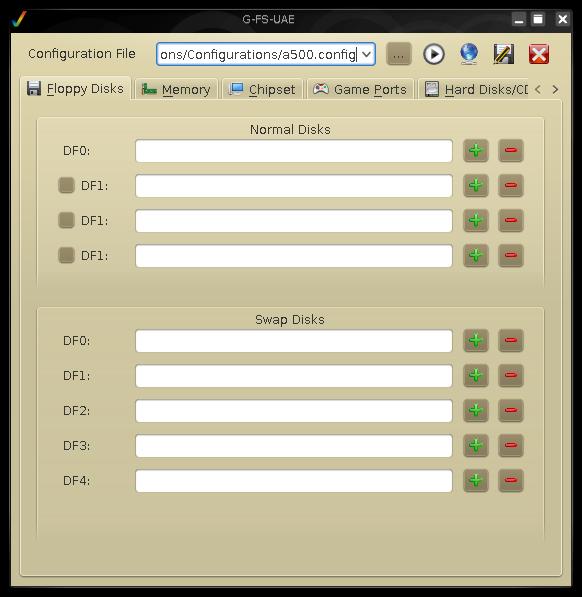 G-FS-UAE
Configuration File ons/Configurations/a500.config ...
Floppy Disks Memory Chipset Game Ports Hard Disks/CD
Normal Disks
DF0:
DF1:
DF1:
DF1:
Swap Disks
DF0:
DF1:
DF2:
DF3:
DF4: